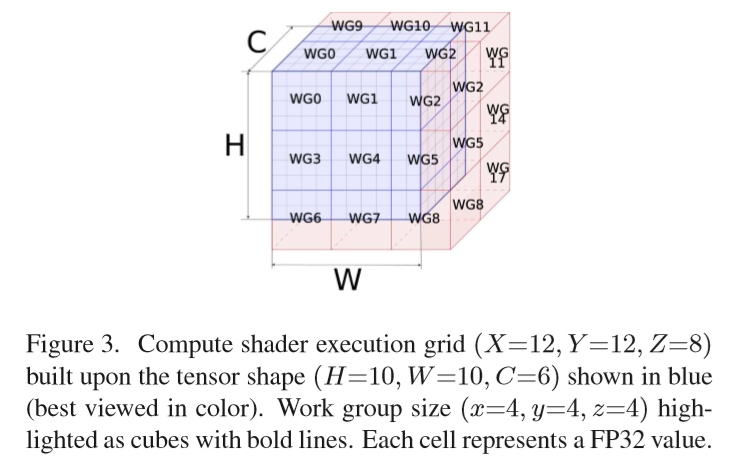 WG9 WG10 WG11
C
WG0 WG1 WG2 WG
11
WG0 WG1 WG2 WG2
WG
14
H
WG3 WG4 WG5 WG5
WG
17
WG6 WG7 WG8 WG8
W
Figure 3. Compute shader execution grid (X=12, Y=12, Z=8)
built upon the tensor shape (H=10, W=10, C=6) shown in blue
(best viewed in color). Work group size (x=4, y=4, z=4) high-
lighted as cubes with bold lines. Each cell represents a FP32 value.